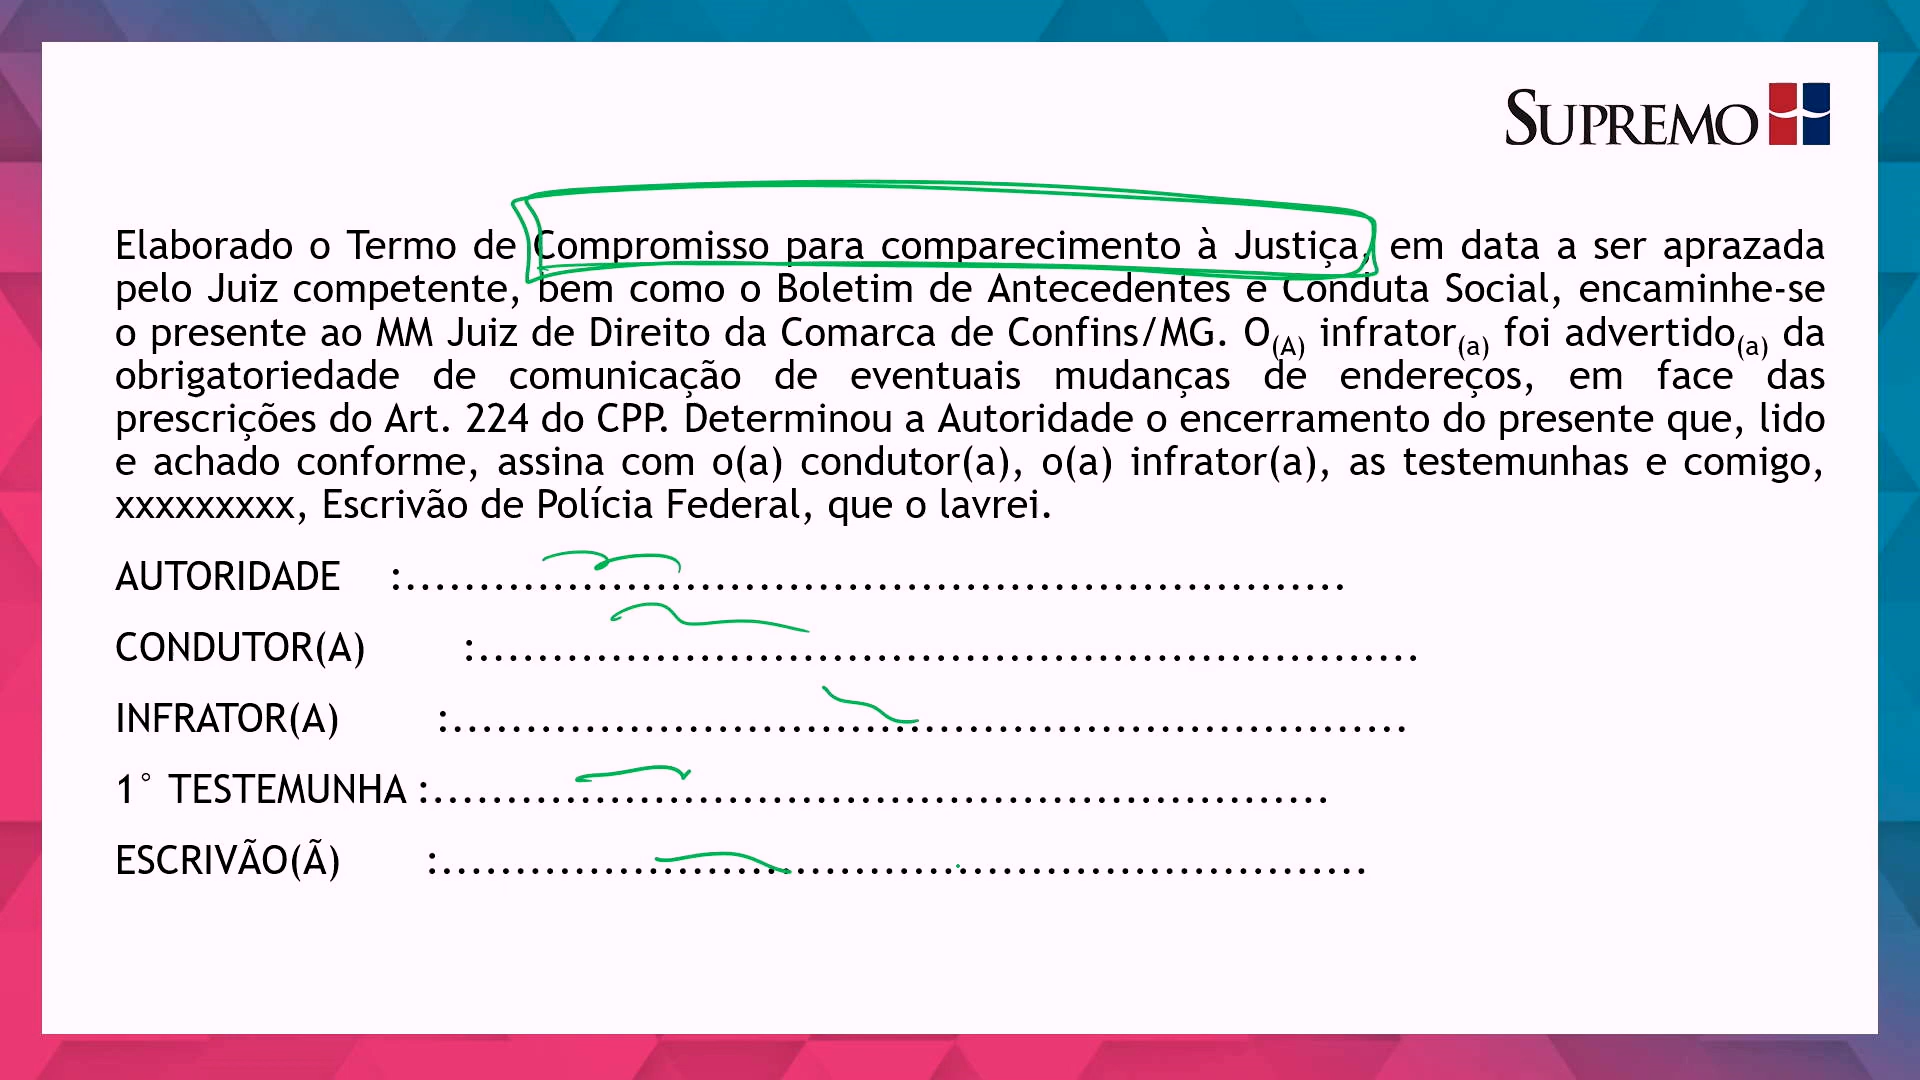 SUPREMO
Elaborado o Termo de Compromisso para comparecimento à Justiça, em data a ser aprazada
pelo Juiz competente, bem como o Boletim de Antecedentes e Conduta Social, encaminhe-se
o presente ao MM Juiz de Direito da Comarca de Confins/MG. O(A) infrator(a) foi advertido(a) da
obrigatoriedade de comunicação de eventuais mudanças de endereços, em face das
prescrições do Art. 224 do CPP. Determinou a Autoridade o encerramento do presente que, lido
e achado conforme, assina com o(a) condutor(a), o(a) infrator(a), as testemunhas e comigo,
xxxxxxxxx, Escrivão de Polícia Federal, que o lavrei.
AUTORIDADE :................................................................
CONDUTOR(A) :................................................................
INFRATOR(A) :.................................................................
1° TESTEMUNHA :.............................................................
ESCRIVÃO(Ã) :................................................................